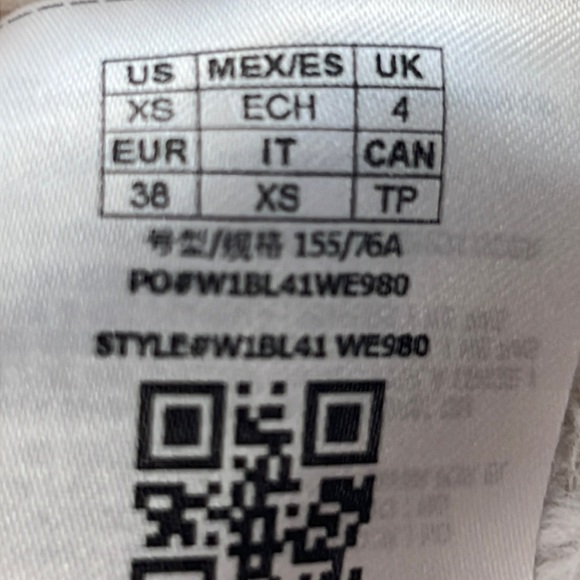 US MEX/ES UK
XS ECH 4
EUR IT CAN
38 XS TP
号型/规格 155/76A
PO#W1BL41WE980
STYLE#W1BL41 WE980